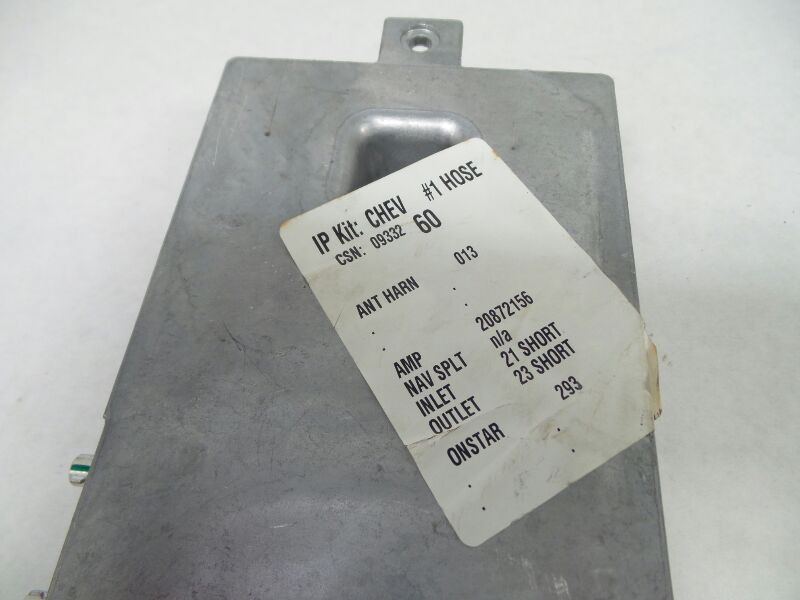 IP Kit: CHEV #1 HOSE
CSN: 09332 60
ANT HARN 013
. .
. 
AMP 20872156
NAV SPLT n/a
INLET 21 SHORT
OUTLET 23 SHORT
ONSTAR 293
. .
.